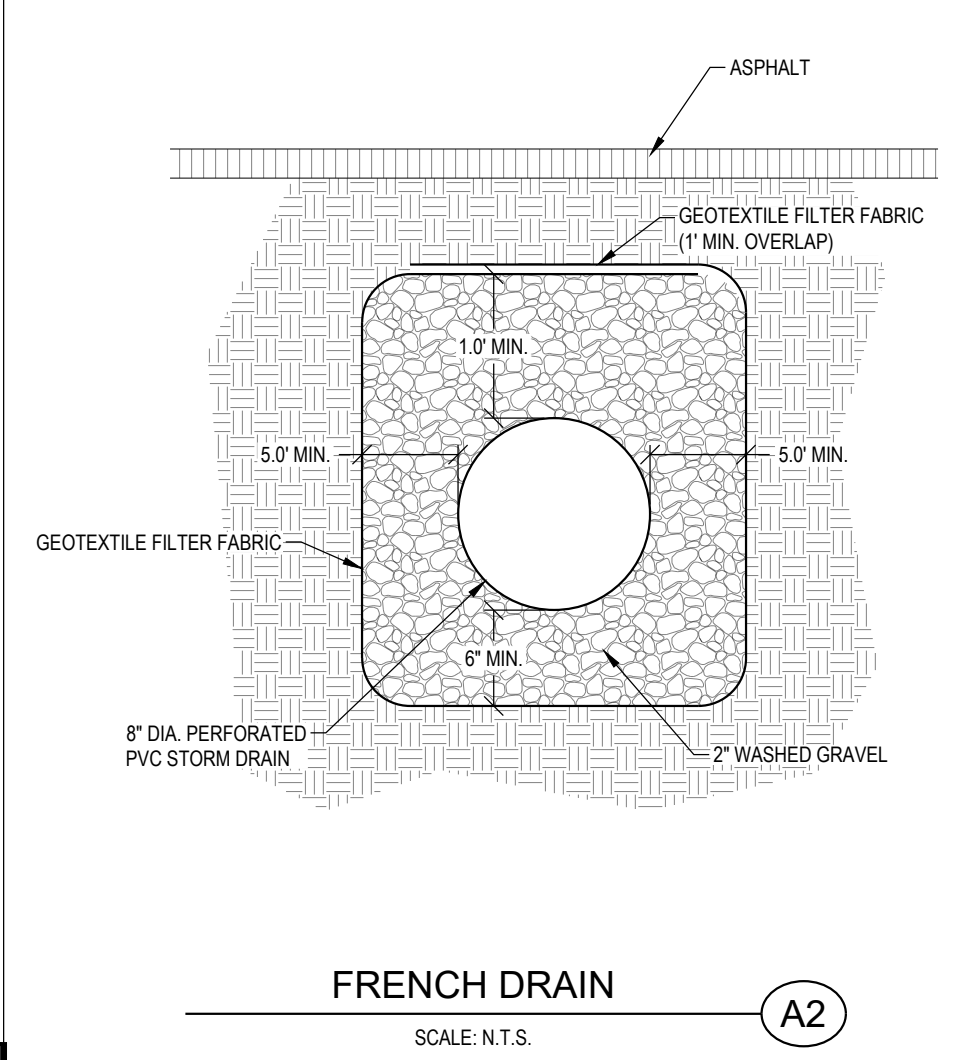 ASPHALT
GEOTEXTILE FILTER FABRIC
(1' MIN. OVERLAP)
1.0' MIN.
5.0' MIN.
5.0' MIN.
GEOTEXTILE FILTER FABRIC
6" MIN.
8" DIA. PERFORATED
PVC STORM DRAIN
2" WASHED GRAVEL
FRENCH DRAIN
A2
SCALE: N.T.S.